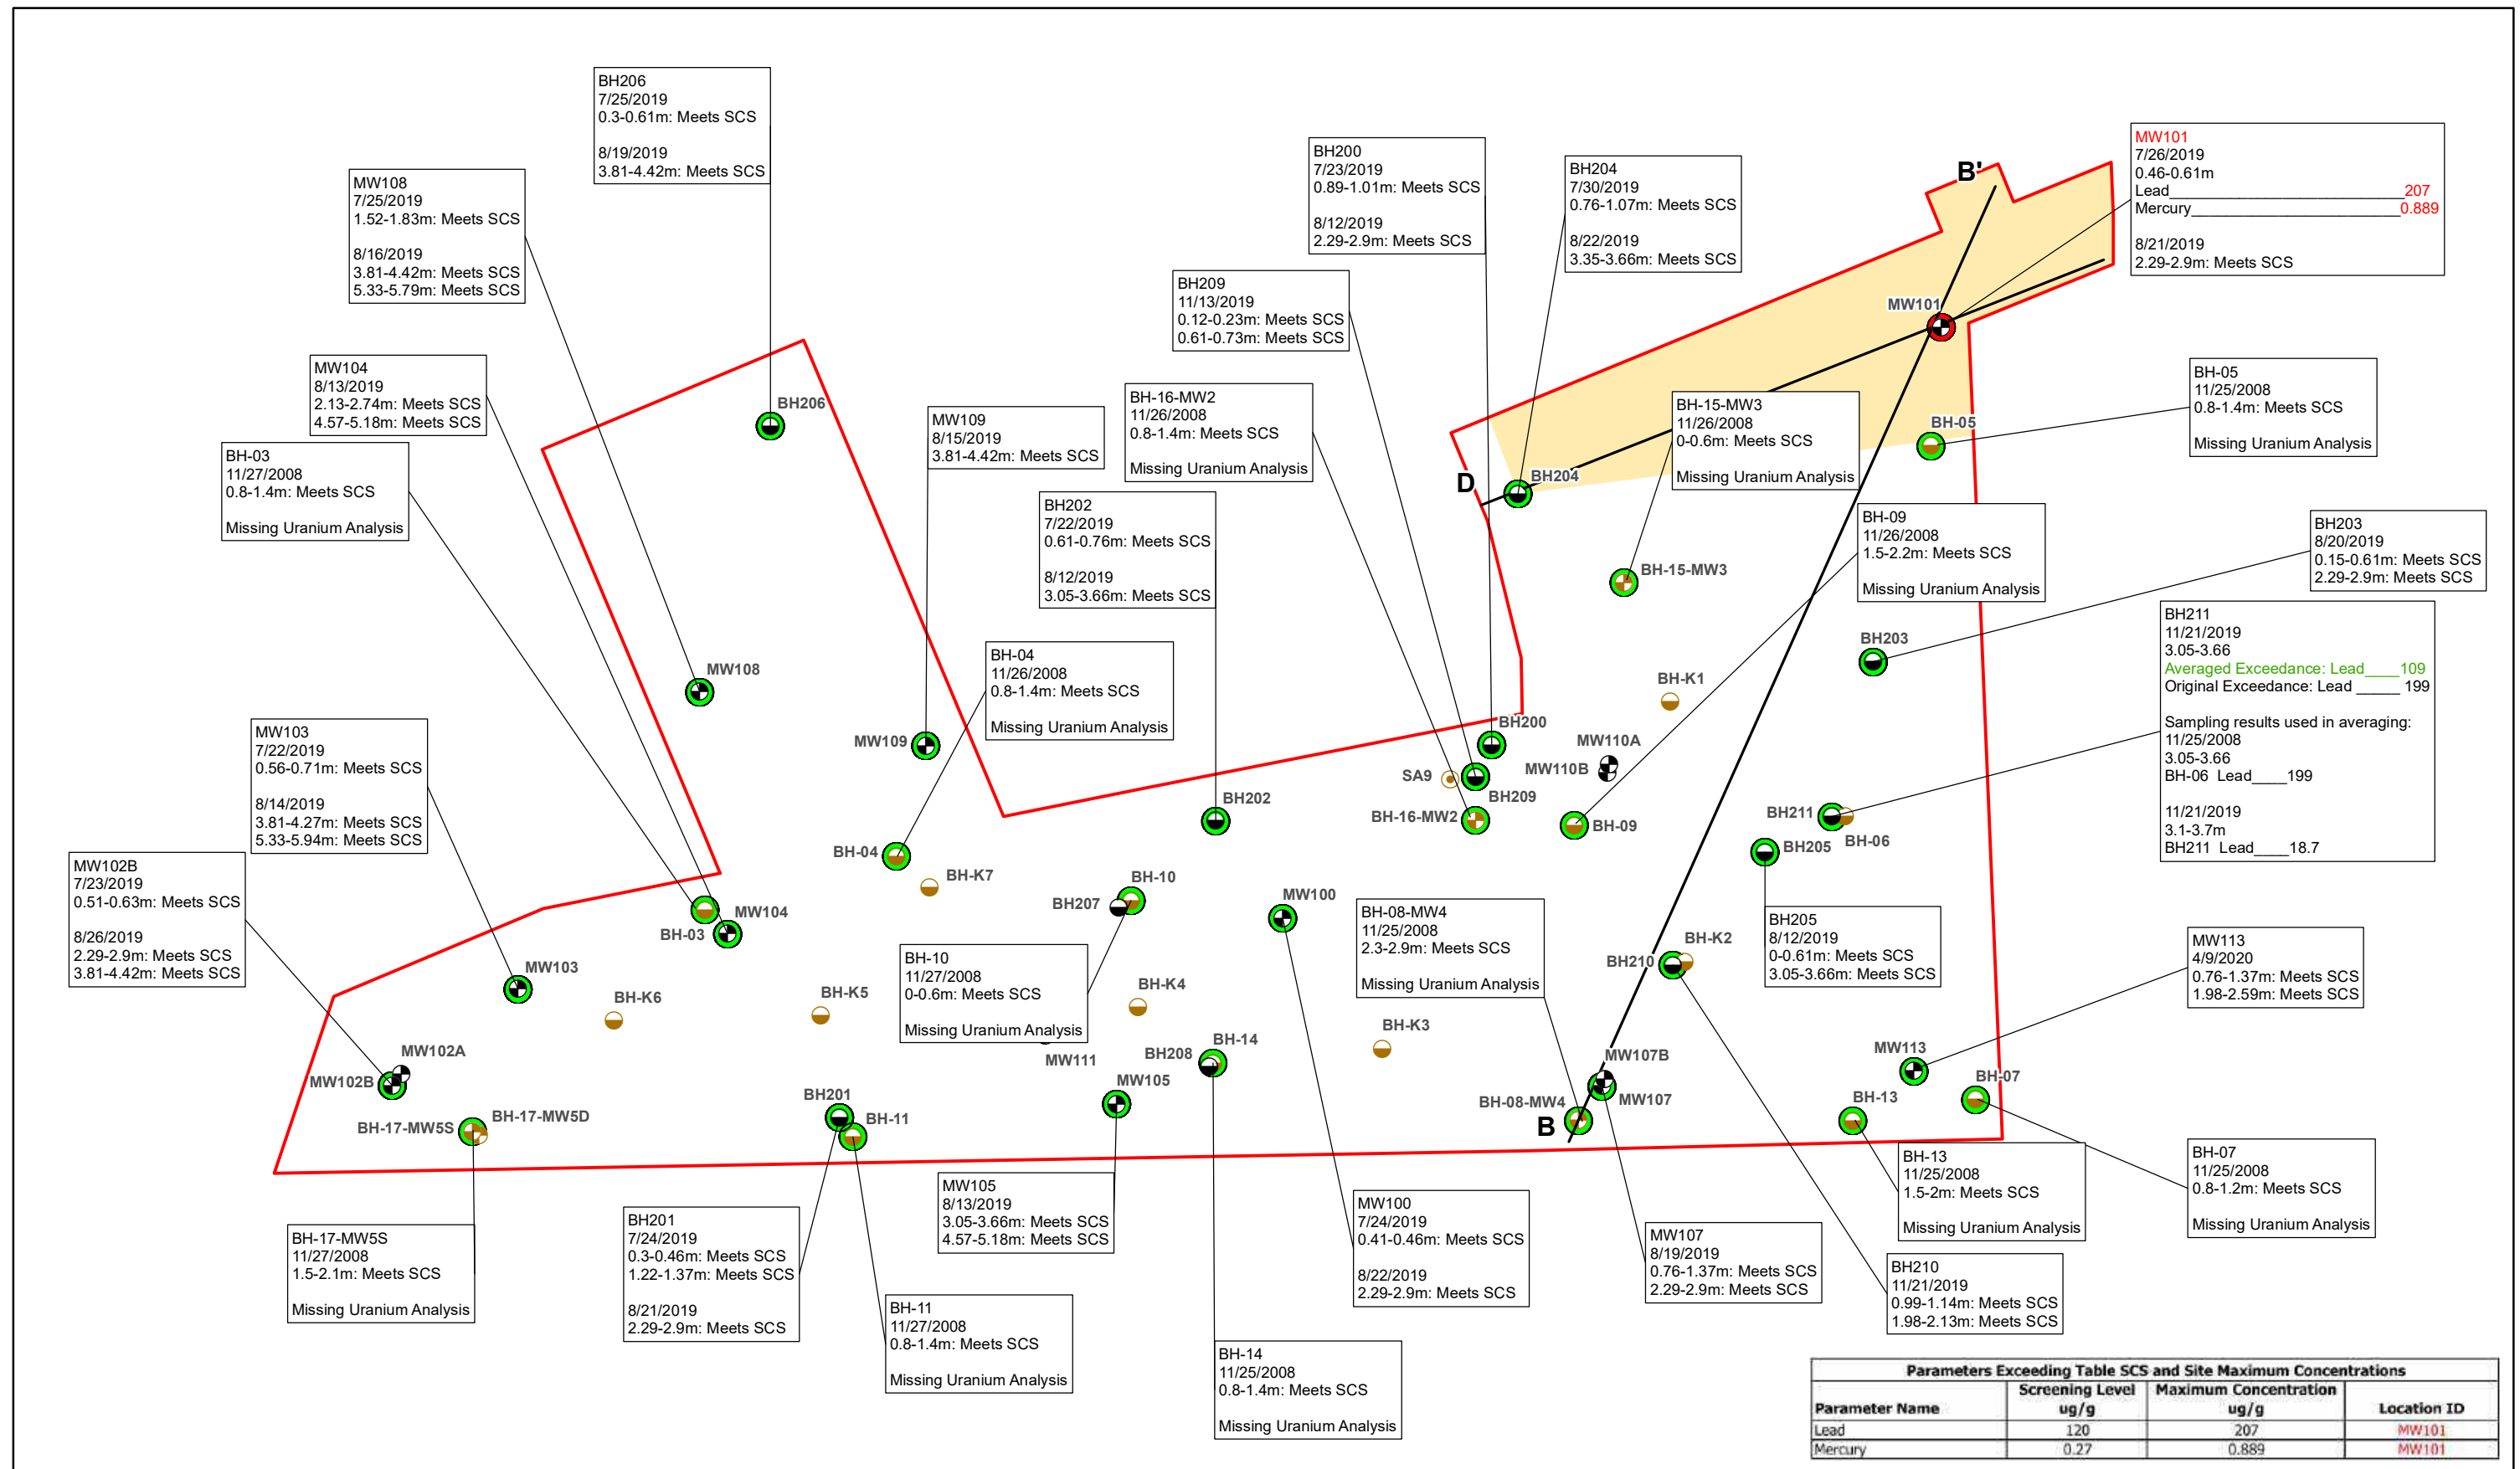 BH206
7/25/2019
0.3-0.61m: Meets SCS
8/19/2019
3.81-4.42m: Meets SCS
MW108
7/25/2019
1.52-1.83m: Meets SCS
8/16/2019
3.81-4.42m: Meets SCS
5.33-5.79m: Meets SCS
BH200
7/23/2019
0.89-1.01m: Meets SCS
8/12/2019
2.29-2.9m: Meets SCS
BH204
7/30/2019
0.76-1.07m: Meets SCS
8/22/2019
3.35-3.66m: Meets SCS
MW101
7/26/2019
0.46-0.61m
Lead____________________________207
Mercury_________________________0.889
8/21/2019
2.29-2.9m: Meets SCS
B'
BH209
11/13/2019
0.12-0.23m: Meets SCS
0.61-0.73m: Meets SCS
MW101
MW104
8/13/2019
2.13-2.74m: Meets SCS
4.57-5.18m: Meets SCS
BH-05
11/25/2008
0.8-1.4m: Meets SCS
Missing Uranium Analysis
BH-16-MW2
11/26/2008
0.8-1.4m: Meets SCS
Missing Uranium Analysis
BH-15-MW3
11/26/2008
0-0.6m: Meets SCS
Missing Uranium Analysis
BH206
MW109
8/15/2019
3.81-4.42m: Meets SCS
BH-05
BH-03
11/27/2008
0.8-1.4m: Meets SCS
Missing Uranium Analysis
D
BH204
BH202
7/22/2019
0.61-0.76m: Meets SCS
8/12/2019
3.05-3.66m: Meets SCS
BH-09
11/26/2008
1.5-2.2m: Meets SCS
Missing Uranium Analysis
BH203
8/20/2019
0.15-0.61m: Meets SCS
2.29-2.9m: Meets SCS
BH-15-MW3
BH211
11/21/2019
3.05-3.66
Averaged Exceedance: Lead____109
Original Exceedance: Lead _____ 199
Sampling results used in averaging:
11/25/2008
3.05-3.66
BH-06 Lead____199
11/21/2019
3.1-3.7m
BH211 Lead____18.7
BH203
BH-04
11/26/2008
0.8-1.4m: Meets SCS
Missing Uranium Analysis
MW108
BH-K1
MW103
7/22/2019
0.56-0.71m: Meets SCS
8/14/2019
3.81-4.27m: Meets SCS
5.33-5.94m: Meets SCS
BH200
MW109
MW110A
MW110B
SA9
BH209
BH202
BH-16-MW2
BH-09
BH211
BH-06
BH205
BH-04
MW102B
7/23/2019
0.51-0.63m: Meets SCS
8/26/2019
2.29-2.9m: Meets SCS
3.81-4.42m: Meets SCS
BH-K7
BH-10
BH207
MW100
MW104
BH-03
BH-08-MW4
11/25/2008
2.3-2.9m: Meets SCS
Missing Uranium Analysis
BH205
8/12/2019
0-0.61m: Meets SCS
3.05-3.66m: Meets SCS
BH-K2
BH210
MW113
4/9/2020
0.76-1.37m: Meets SCS
1.98-2.59m: Meets SCS
BH-10
11/27/2008
0-0.6m: Meets SCS
Missing Uranium Analysis
MW103
BH-K6
BH-K5
BH-K4
BH-K3
MW111
BH208
BH-14
MW102A
MW102B
MW105
MW107B
MW107
MW113
BH-07
BH-13
BH-08-MW4
B
BH201
BH-11
BH-17-MW5S
BH-17-MW5D
BH-13
11/25/2008
1.5-2m: Meets SCS
Missing Uranium Analysis
BH-07
11/25/2008
0.8-1.2m: Meets SCS
Missing Uranium Analysis
MW105
8/13/2019
3.05-3.66m: Meets SCS
4.57-5.18m: Meets SCS
MW100
7/24/2019
0.41-0.46m: Meets SCS
8/22/2019
2.29-2.9m: Meets SCS
BH201
7/24/2019
0.3-0.46m: Meets SCS
1.22-1.37m: Meets SCS
8/21/2019
2.29-2.9m: Meets SCS
BH-17-MW5S
11/27/2008
1.5-2.1m: Meets SCS
Missing Uranium Analysis
MW107
8/19/2019
0.76-1.37m: Meets SCS
2.29-2.9m: Meets SCS
BH210
11/21/2019
0.99-1.14m: Meets SCS
1.98-2.13m: Meets SCS
BH-11
11/27/2008
0.8-1.4m: Meets SCS
Missing Uranium Analysis
BH-14
11/25/2008
0.8-1.4m: Meets SCS
Missing Uranium Analysis
Parameters Exceeding Table SCS and Site Maximum Concentrations
Parameter Name Screening Level ug/g Maximum Concentration ug/g Location ID
Lead 120 207 MW101
Mercury 0.27 0.889 MW101